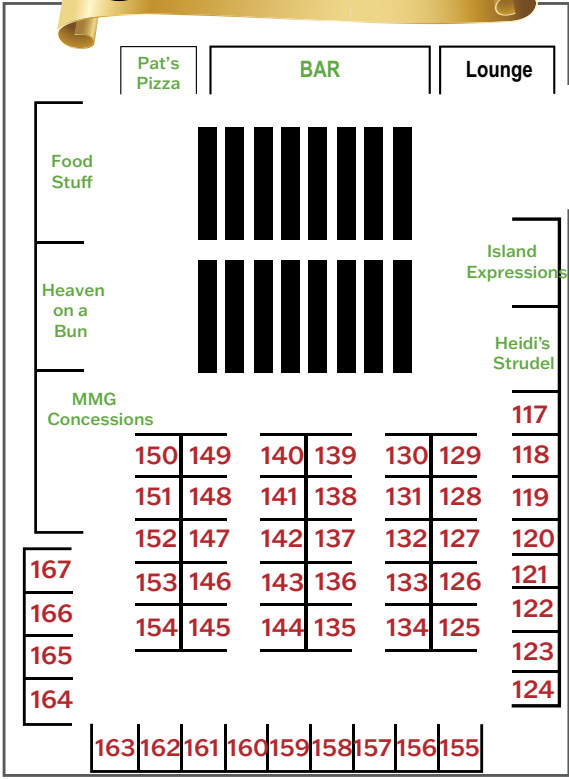 Pat's
Pizza
BAR
Lounge
Food
Stuff
Island
Expressions
Heaven
on a
Bun
Heidi's
Strudel
MMG
Concessions
117
150 149 140 139 130 129 118
151 148 141 138 131 128 119
152 147 142 137 132 127 120
167
153 146 143 136 133 126 121
166
122
154 145 144 135 134 125
165
123
164
124
163 162 161 160 159 158 157 156 155